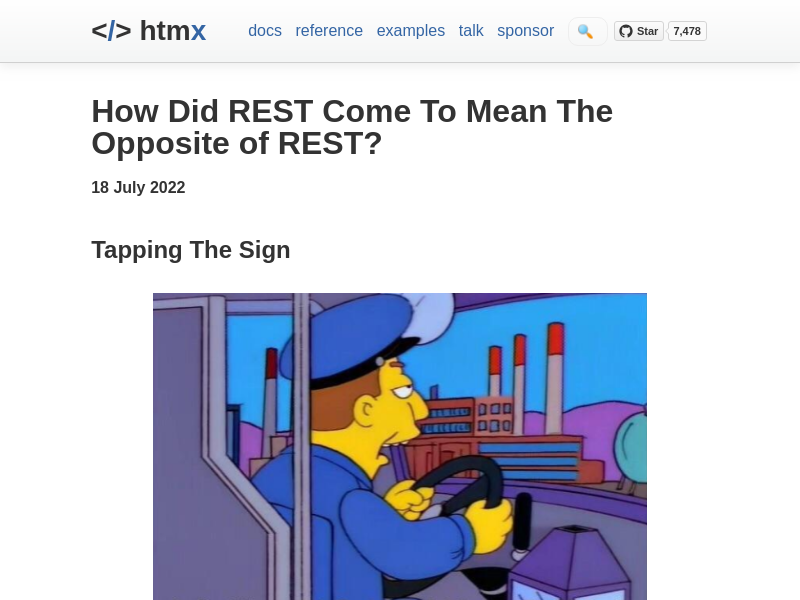 </> htmx docs reference examples talk sponsor Star 7,478
How Did REST Come To Mean The
Opposite of REST?
18 July 2022
Tapping The Sign